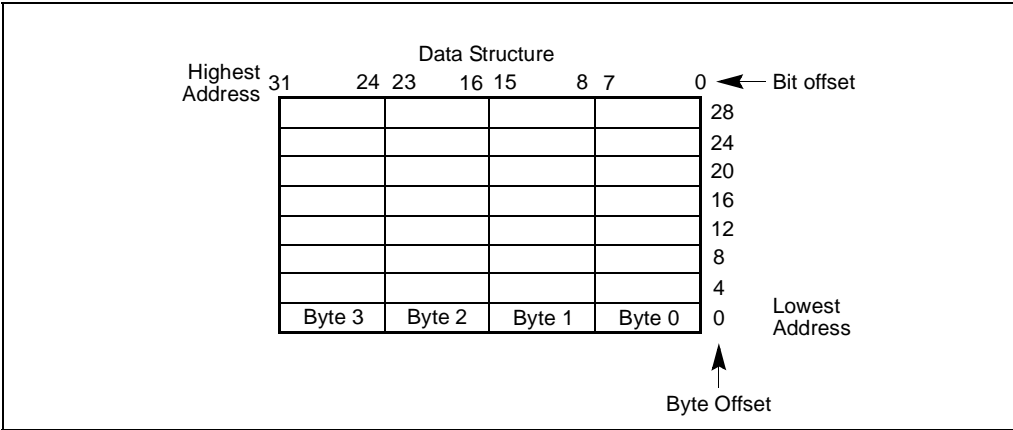 Data Structure
Highest
Address
31 24 23 16 15 8 7 0 Bit offset
28
24
20
16
12
8
4
Byte 3 Byte 2 Byte 1 Byte 0 0
Lowest
Address
Byte Offset